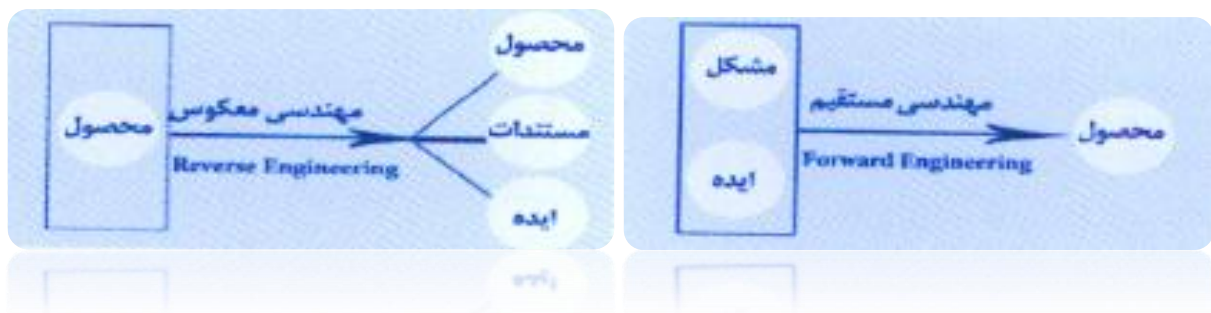 محصول
مهندسی معکوس
Reverse Engineering
محصول
مستندات
ایده
مشکل
ایده
مهندسی مستقیم
Forward Engineering
محصول